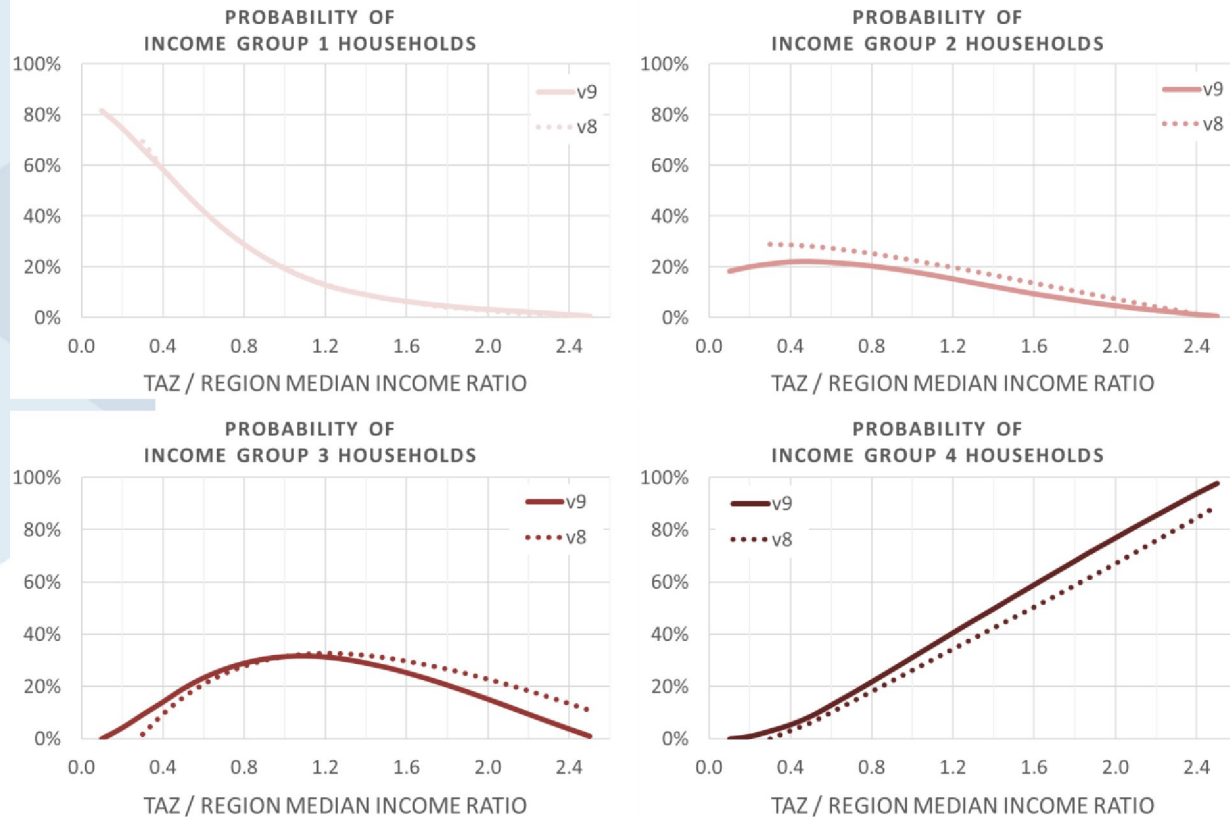 PROBABILITY OF
INCOME GROUP 1 HOUSEHOLDS
100%
80%
60%
40%
20%
0%
v9
v8
0.0 0.4 0.8 1.2 1.6 2.0 2.4
TAZ / REGION MEDIAN INCOME RATIO
PROBABILITY OF
INCOME GROUP 2 HOUSEHOLDS
100%
80%
60%
40%
20%
0%
v9
v8
0.0 0.4 0.8 1.2 1.6 2.0 2.4
TAZ / REGION MEDIAN INCOME RATIO
PROBABILITY OF
INCOME GROUP 3 HOUSEHOLDS
100%
80%
60%
40%
20%
0%
v9
v8
0.0 0.4 0.8 1.2 1.6 2.0 2.4
TAZ / REGION MEDIAN INCOME RATIO
PROBABILITY OF
INCOME GROUP 4 HOUSEHOLDS
100%
80%
60%
40%
20%
0%
v9
v8
0.0 0.4 0.8 1.2 1.6 2.0 2.4
TAZ / REGION MEDIAN INCOME RATIO